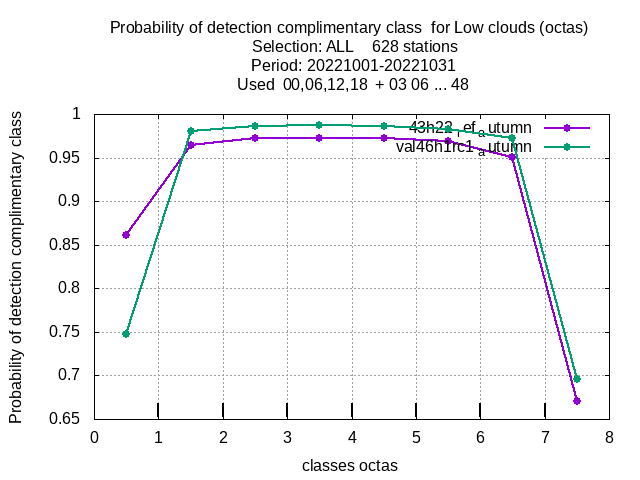 Probability of detection complimentary class for Low clouds (octas)
Selection: ALL 628 stations
Period: 20221001-20221031
Used 00,06,12,18 + 03 06 ... 48
Probability of detection complimentary class
1
0.95
0.9
0.85
0.8
0.75
0.7
0.65
43h22_ref_autumn
val46h1rc1_autumn
0 1 2 3 4 5 6 7 8
classes octas